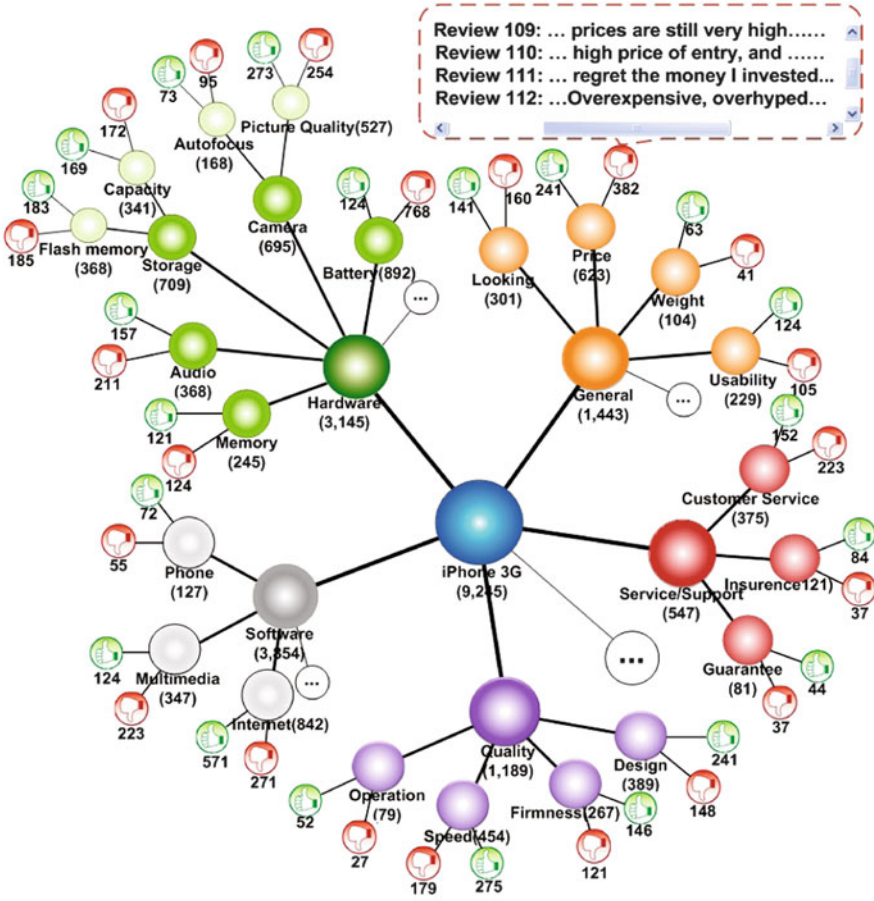 Review 109: … prices are still very high……
Review 110: … high price of entry, and ……
Review 111: … regret the money I invested...
Review 112: …Overexpensive, overhyped…
73
95
273
254
Autofocus
(168)
Picture Quality(527)
172
169
Capacity
(341)
183
185
Flash memory
(368)
Storage
(709)
Camera
(695)
124
768
Battery(892)
...
157
211
Audio
(368)
121
124
Memory
(245)
Hardware
(3,145)
141
160
Looking
(301)
241
382
Price
(623)
63
41
Weight
(104)
124
105
Usability
(229)
General
(1,443)
...
152
223
Customer Service
(375)
84
37
Insurence121)
Service/Support
(547)
Guarantee
(81)
44
37
iPhone 3G
(9,245)
...
72
55
Phone
(127)
Software
(3,854)
...
124
223
Multimedia
(347)
Internet(842)
571
271
Quality
(1,189)
Operation
(79)
52
27
Speed(454)
179
275
Firmness(267)
146
121
Design
(389)
241
148